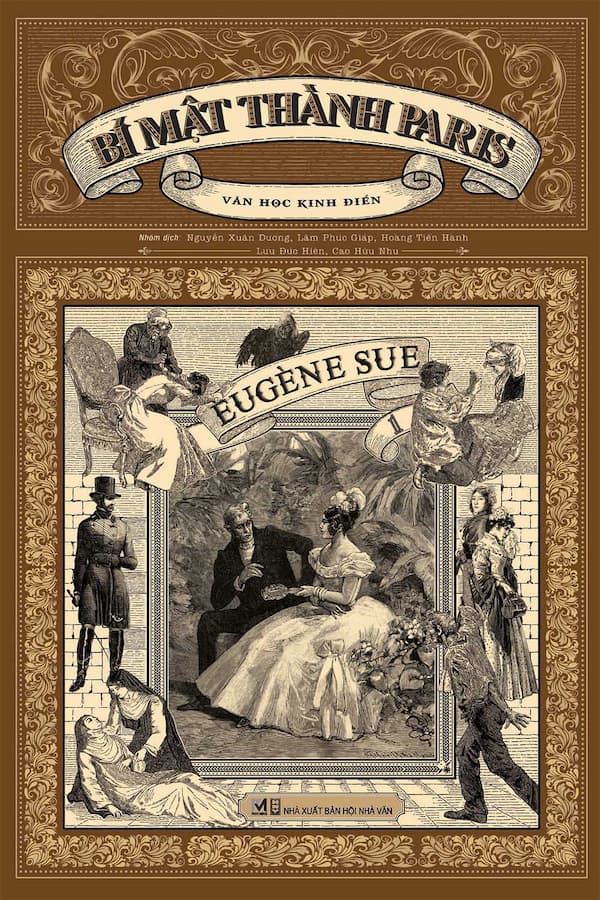 BÍ MẬT THÀNH PARIS
VĂN HỌC KINH ĐIỂN
Nhóm dịch: Nguyễn Xuân Dương, Lâm Phúc Giáp, Hoàng Tiến Hành
Lưu Đức Hiên, Cao Hữu Nhu
EUGÈNE SUE
1
NHÀ XUẤT BẢN HỘI NHÀ VĂN